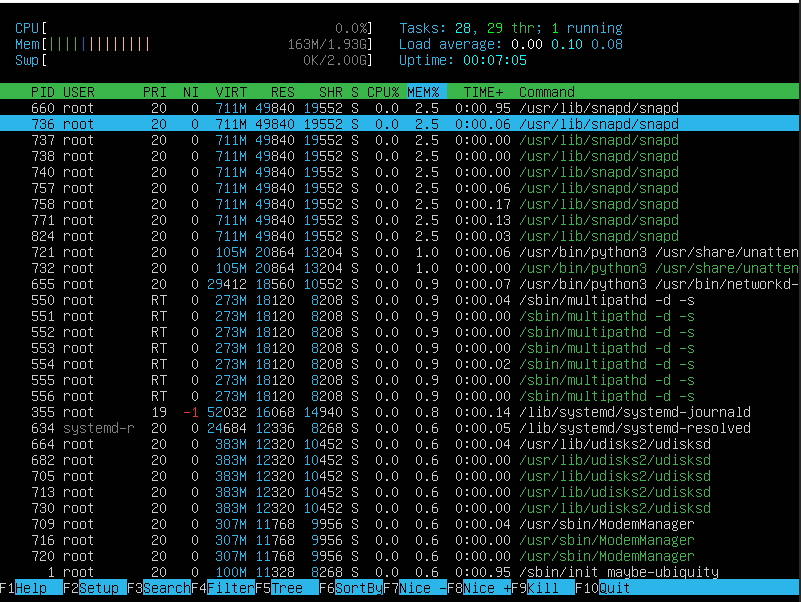 CPU[ 0.0%] Tasks: 28, 29 thr; 1 running
Mem[||||||||||||| 163M/1.93G] Load average: 0.00 0.10 0.08
Swp[ 0K/2.00G] Uptime: 00:07:05
PID USER PRI NI VIRT RES SHR S CPU% MEM% TIME+ Command
660 root 20 0 711M 49840 19552 S 0.0 2.5 0:00.95 /usr/lib/snapd/snapd
736 root 20 0 711M 49840 19552 S 0.0 2.5 0:00.06 /usr/lib/snapd/snapd
737 root 20 0 711M 49840 19552 S 0.0 2.5 0:00.00 /usr/lib/snapd/snapd
738 root 20 0 711M 49840 19552 S 0.0 2.5 0:00.00 /usr/lib/snapd/snapd
740 root 20 0 711M 49840 19552 S 0.0 2.5 0:00.00 /usr/lib/snapd/snapd
757 root 20 0 711M 49840 19552 S 0.0 2.5 0:00.06 /usr/lib/snapd/snapd
758 root 20 0 711M 49840 19552 S 0.0 2.5 0:00.17 /usr/lib/snapd/snapd
771 root 20 0 711M 49840 19552 S 0.0 2.5 0:00.13 /usr/lib/snapd/snapd
824 root 20 0 711M 49840 19552 S 0.0 2.5 0:00.03 /usr/lib/snapd/snapd
721 root 20 0 105M 20864 13204 S 0.0 1.0 0:00.06 /usr/bin/python3 /usr/share/unatten
732 root 20 0 105M 20864 13204 S 0.0 1.0 0:00.00 /usr/bin/python3 /usr/share/unatten
655 root 20 0 29412 18560 10552 S 0.0 0.9 0:00.07 /usr/bin/python3 /usr/bin/networkd-
550 root RT 0 273M 18120 8208 S 0.0 0.9 0:00.04 /sbin/multipathd -d -s
551 root RT 0 273M 18120 8208 S 0.0 0.9 0:00.00 /sbin/multipathd -d -s
552 root RT 0 273M 18120 8208 S 0.0 0.9 0:00.00 /sbin/multipathd -d -s
553 root RT 0 273M 18120 8208 S 0.0 0.9 0:00.00 /sbin/multipathd -d -s
554 root RT 0 273M 18120 8208 S 0.0 0.9 0:00.02 /sbin/multipathd -d -s
555 root RT 0 273M 18120 8208 S 0.0 0.9 0:00.00 /sbin/multipathd -d -s
556 root RT 0 273M 18120 8208 S 0.0 0.9 0:00.00 /sbin/multipathd -d -s
355 root 19 -1 52032 16068 14940 S 0.0 0.8 0:00.14 /lib/systemd/systemd-journald
634 systemd-r 20 0 24684 12336 8268 S 0.0 0.6 0:00.05 /lib/systemd/systemd-resolved
664 root 20 0 383M 12320 10452 S 0.0 0.6 0:00.04 /usr/lib/udisks2/udisksd
682 root 20 0 383M 12320 10452 S 0.0 0.6 0:00.00 /usr/lib/udisks2/udisksd
705 root 20 0 383M 12320 10452 S 0.0 0.6 0:00.00 /usr/lib/udisks2/udisksd
713 root 20 0 383M 12320 10452 S 0.0 0.6 0:00.00 /usr/lib/udisks2/udisksd
730 root 20 0 383M 12320 10452 S 0.0 0.6 0:00.00 /usr/lib/udisks2/udisksd
709 root 20 0 307M 11768 9956 S 0.0 0.6 0:00.04 /usr/sbin/ModemManager
716 root 20 0 307M 11768 9956 S 0.0 0.6 0:00.00 /usr/sbin/ModemManager
720 root 20 0 307M 11768 9956 S 0.0 0.6 0:00.00 /usr/sbin/ModemManager
1 root 20 0 100M 11328 8268 S 0.0 0.6 0:00.95 /sbin/init maybe-ubiquity
F1Help F2Setup F3SearchF4FilterF5Tree F6SortByF7Nice -F8Nice +F9Kill F10Quit